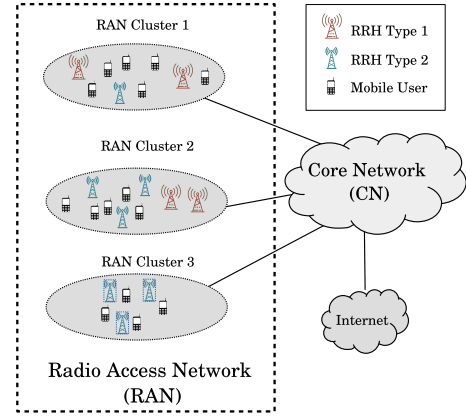 RAN Cluster 1
RRH Type 1
RRH Type 2
Mobile User
RAN Cluster 2
Core Network
(CN)
RAN Cluster 3
Internet
Radio Access Network
(RAN)